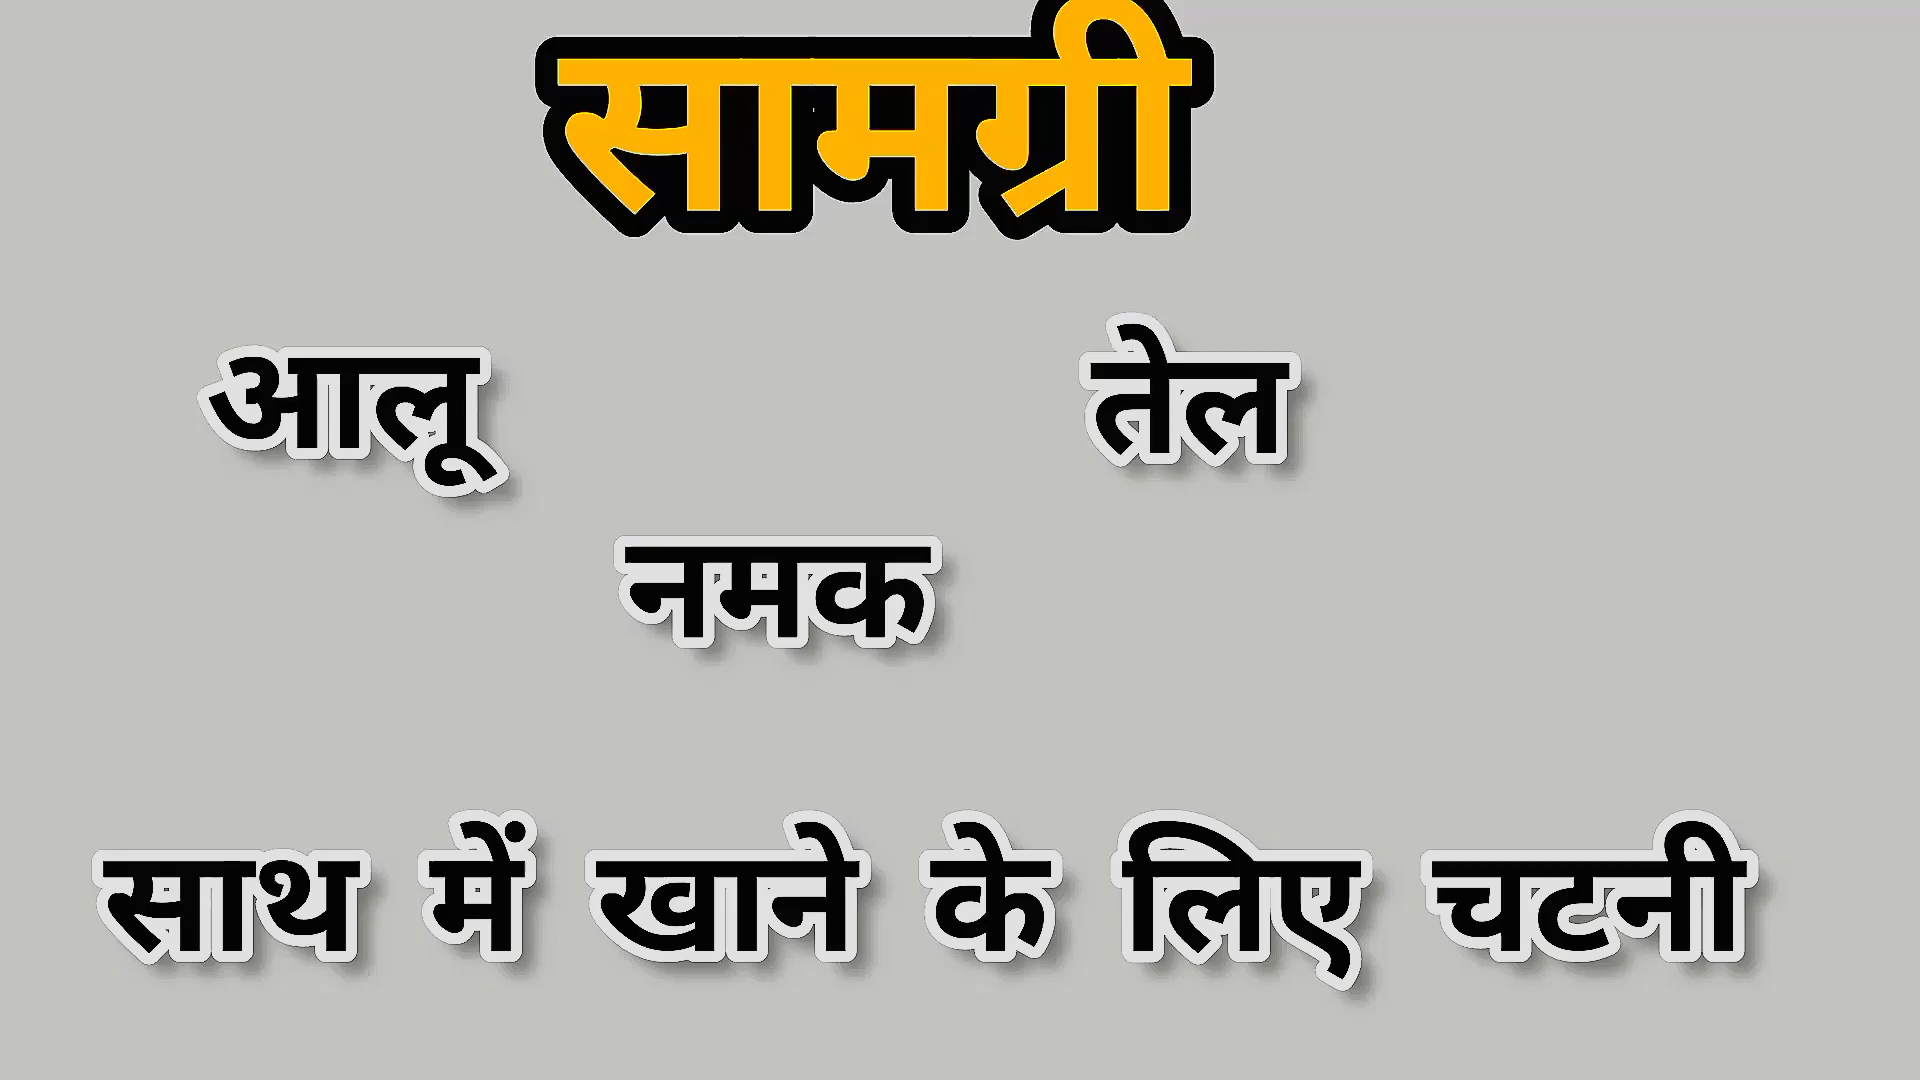 सामग्री
आलू तेल
नमक
साथ में खाने के लिए चटनी